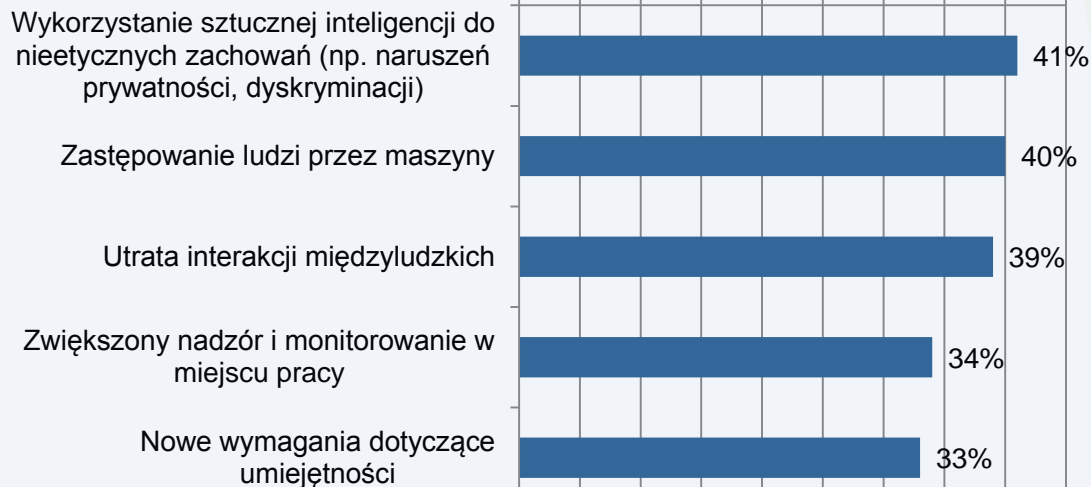 Wykorzystanie sztucznej inteligencji do
nieetycznych zachowań (np. naruszeń
prywatności, dyskryminacji)
41%
Zastępowanie ludzi przez maszyny
40%
Utrata interakcji międzyludzkich
39%
Zwiększony nadzór i monitorowanie w
miejscu pracy
34%
Nowe wymagania dotyczące
umiejętności
33%